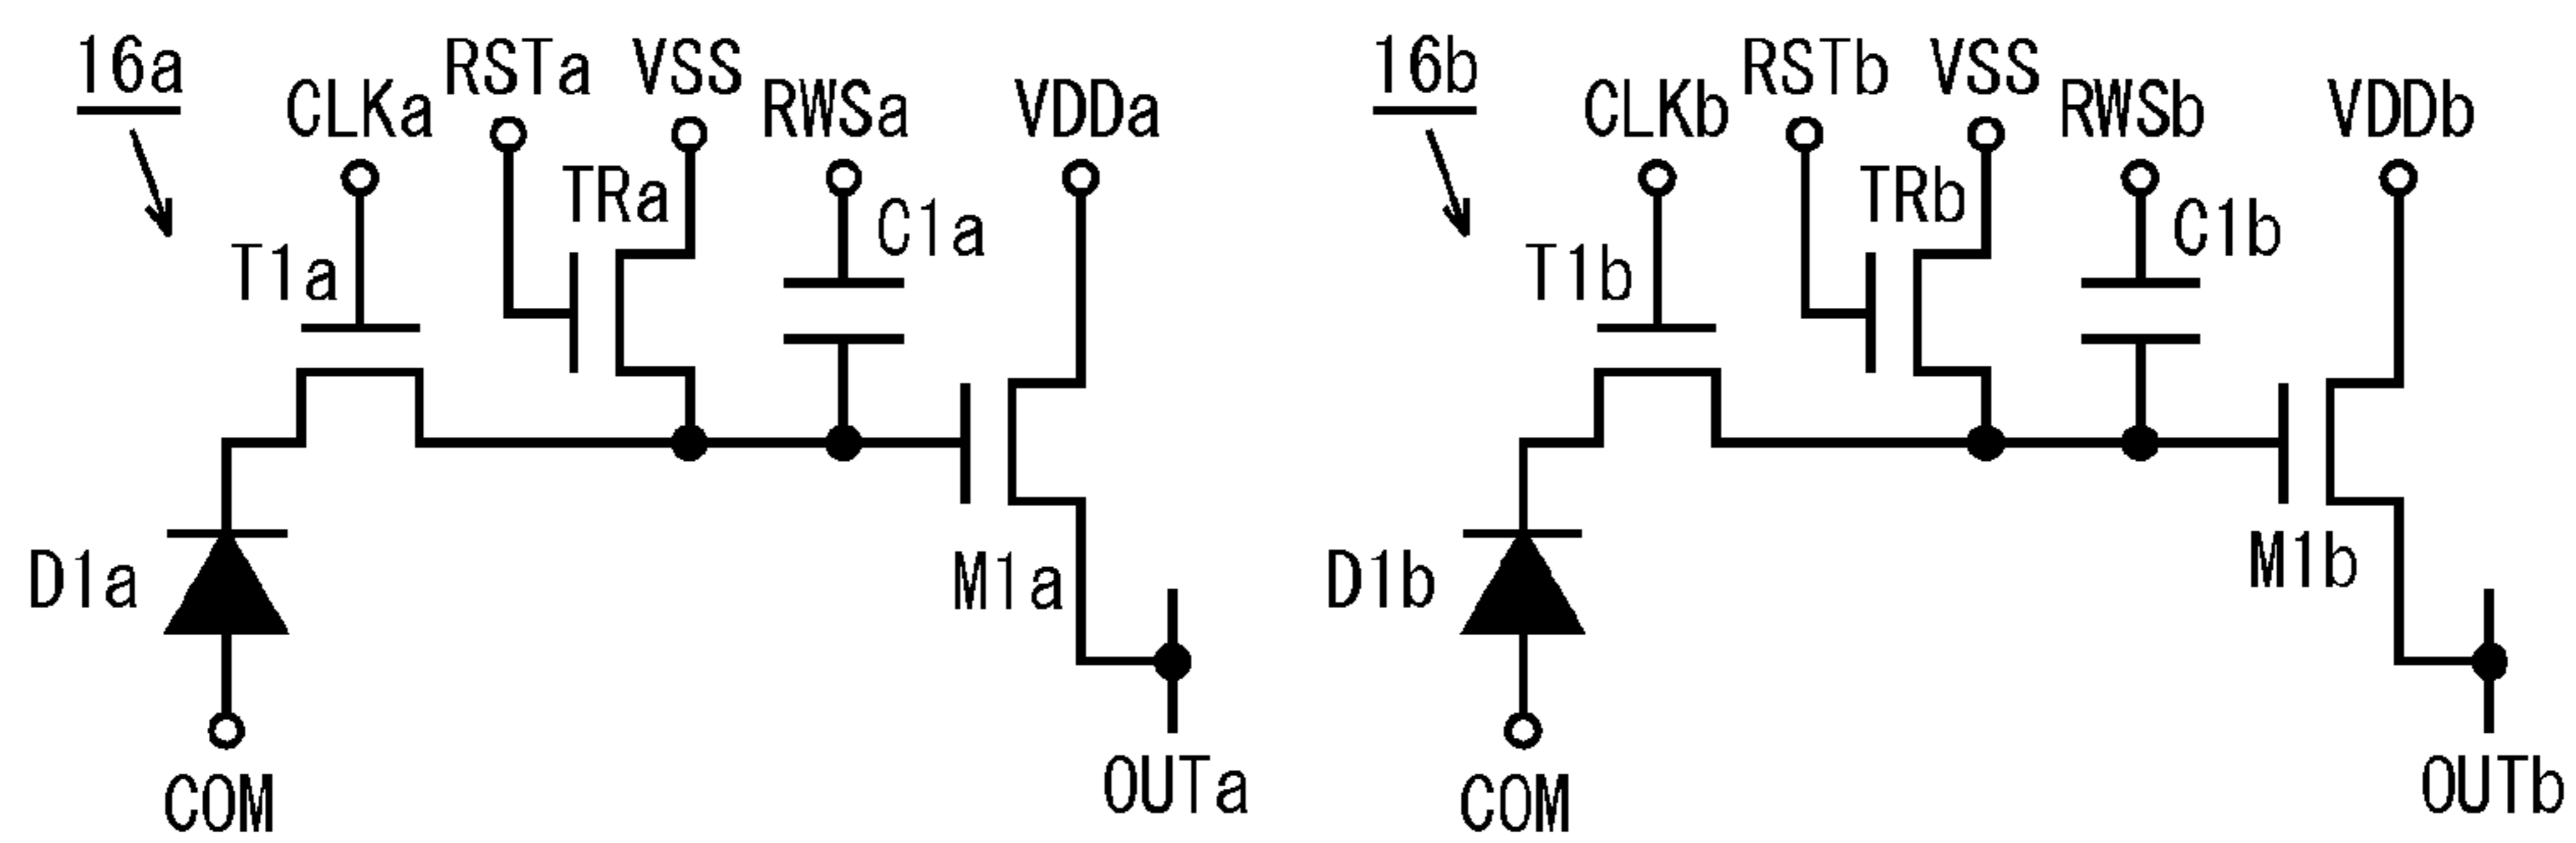 16a
CLKa
RSTa
VSS
RWSa
VDDa
TRa
C1a
T1a
D1a
M1a
COM
OUTa
16b
CLKb
RSTb
VSS
RWSb
VDDb
TRb
C1b
T1b
D1b
M1b
COM
OUTb